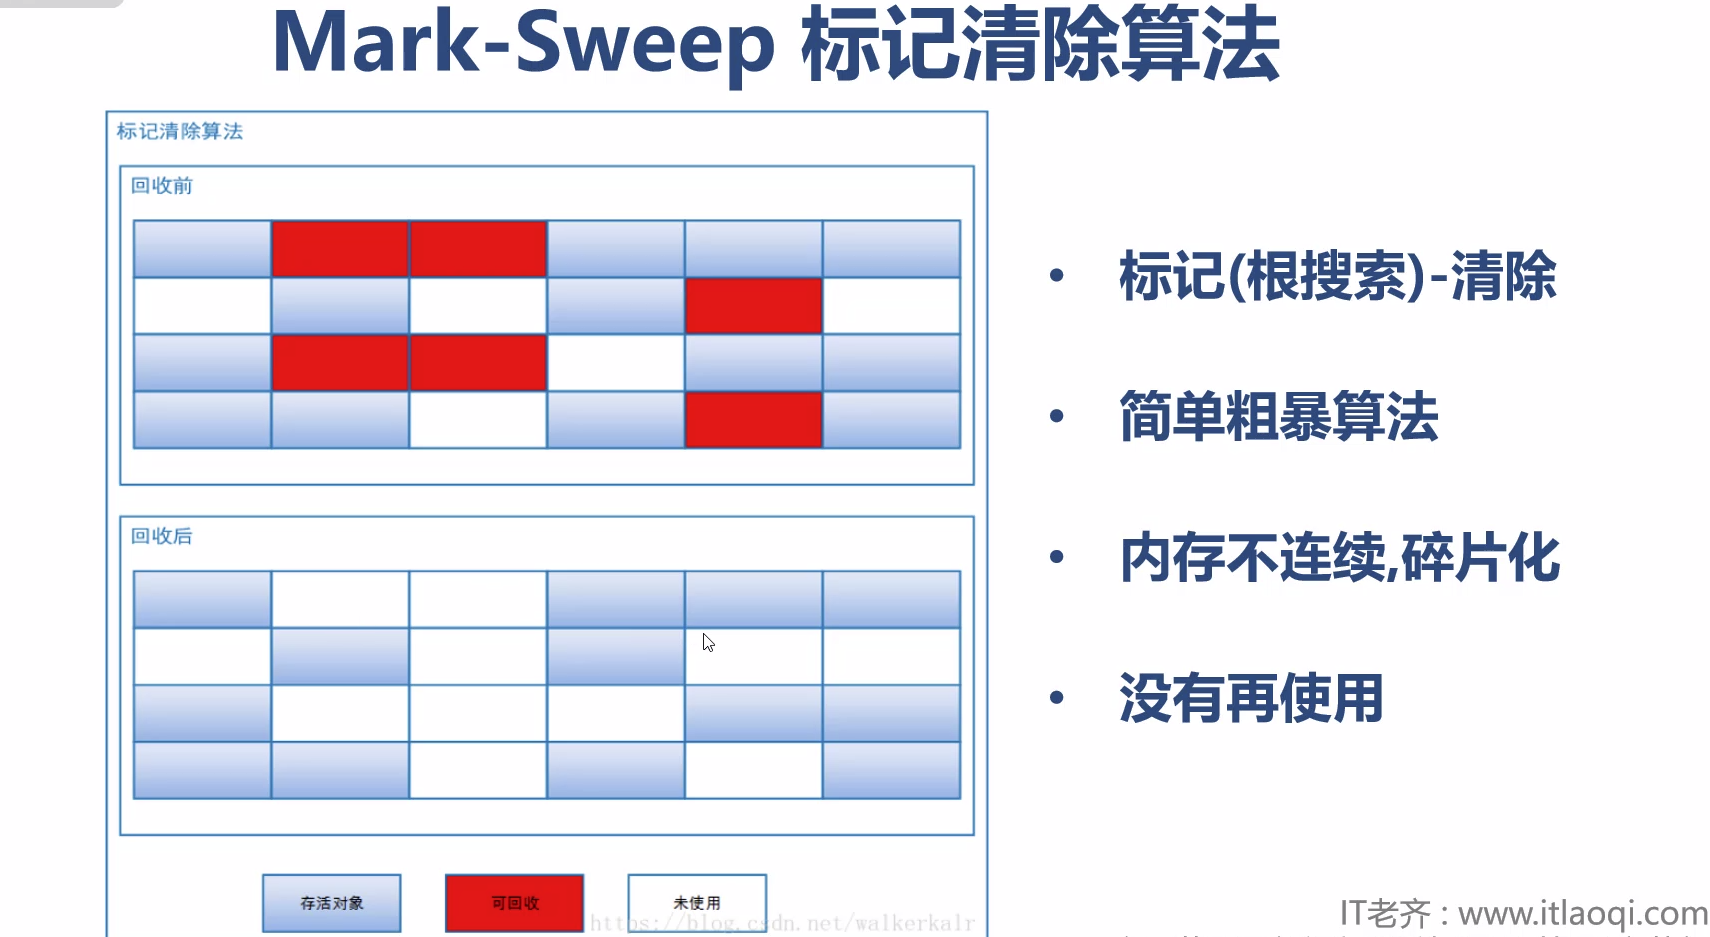 Mark-Sweep 标记清除算法
标记清除算法
回收前
回收后
存活对象
可回收
未使用
https://blog.csdn.net/walkerkalr
• 标记(根搜索)-清除
• 简单粗暴算法
• 内存不连续,碎片化
• 没有再使用
IT老齐：www.itlaoqi.com